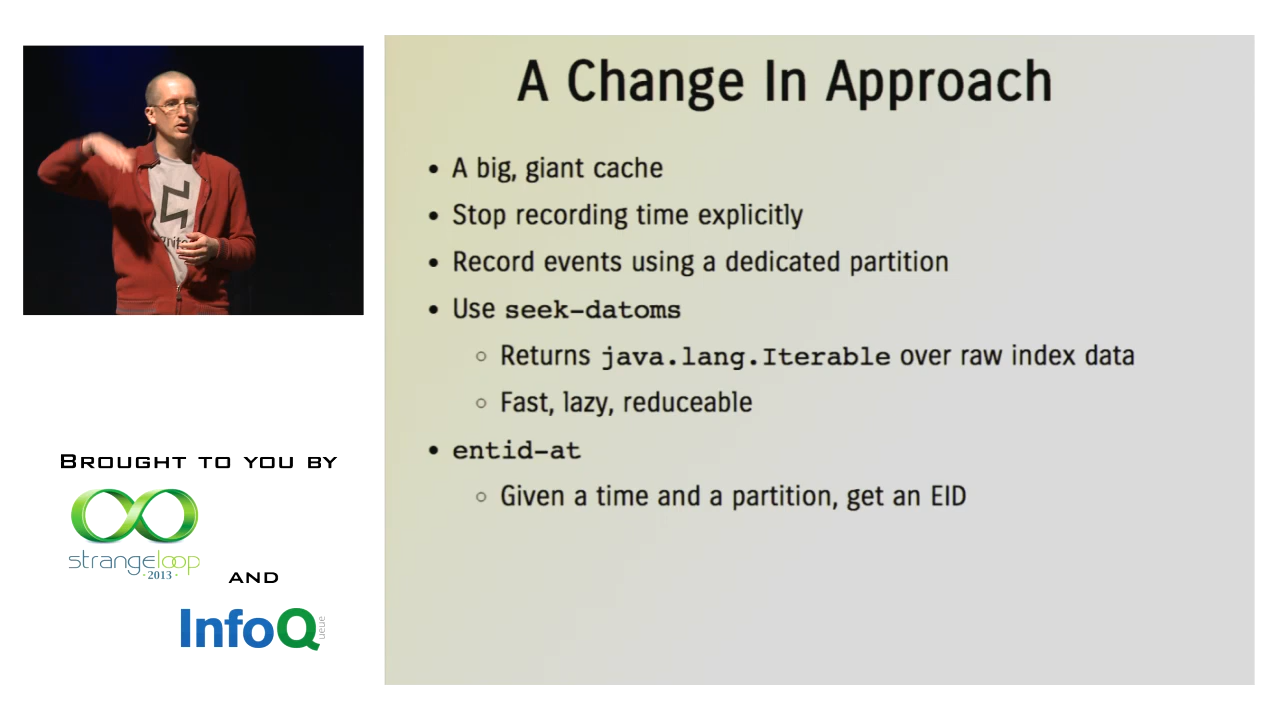 A Change In Approach
• A big, giant cache
• Stop recording time explicitly
• Record events using a dedicated partition
• Use seek-datoms
○ Returns java.lang.Iterable over raw index data
○ Fast, lazy, reduceable
• entid-at
○ Given a time and a partition, get an EID
BROUGHT TO YOU BY
strangeloop
·2013·
AND
InfoQ
ueue